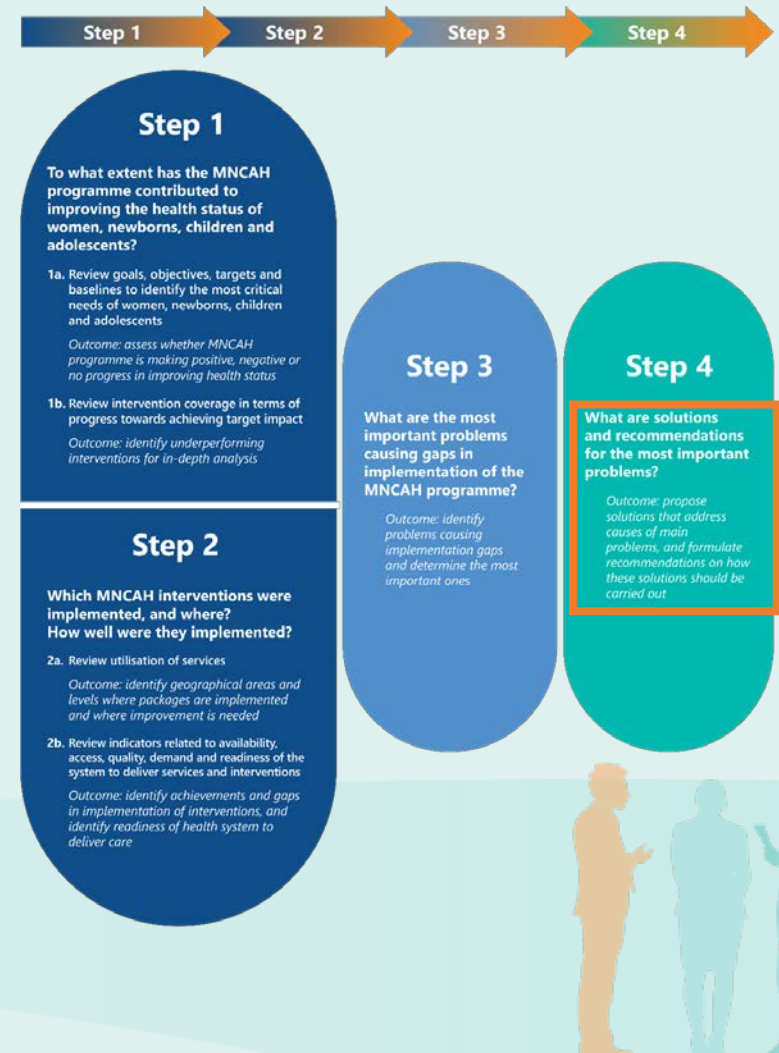 Step 1
Step 2
Step 3
Step 4
Step 1
To what extent has the MNCAH
programme contributed to
improving the health status of
women, newborns, children and
adolescents?
1a. Review goals, objectives, targets and
baselines to identify the most critical
needs of women, newborns, children
and adolescents
Outcome: assess whether MNCAH
programme is making positive, negative or
no progress in improving health status
1b. Review intervention coverage in terms of
progress towards achieving target impact
Outcome: identify underperforming
interventions for in-depth analysis
Step 2
Which MNCAH interventions were
implemented, and where?
How well were they implemented?
2a. Review utilisation of services
Outcome: identify geographical areas and
levels where packages are implemented
and where improvement is needed
2b. Review indicators related to availability,
access, quality, demand and readiness of the
system to deliver services and interventions
Outcome: identify achievements and gaps
in implementation of interventions, and
identify readiness of health system to
deliver care
Step 3
What are the most
important problems
causing gaps in
implementation of the
MNCAH programme?
Outcome: identify
problems causing
implementation gaps
and determine the most
important ones
Step 4
What are solutions
and recommendations
for the most important
problems?
Outcome: propose
solutions that address
causes of main
problems, and formulate
recommendations on how
these solutions should be
carried out